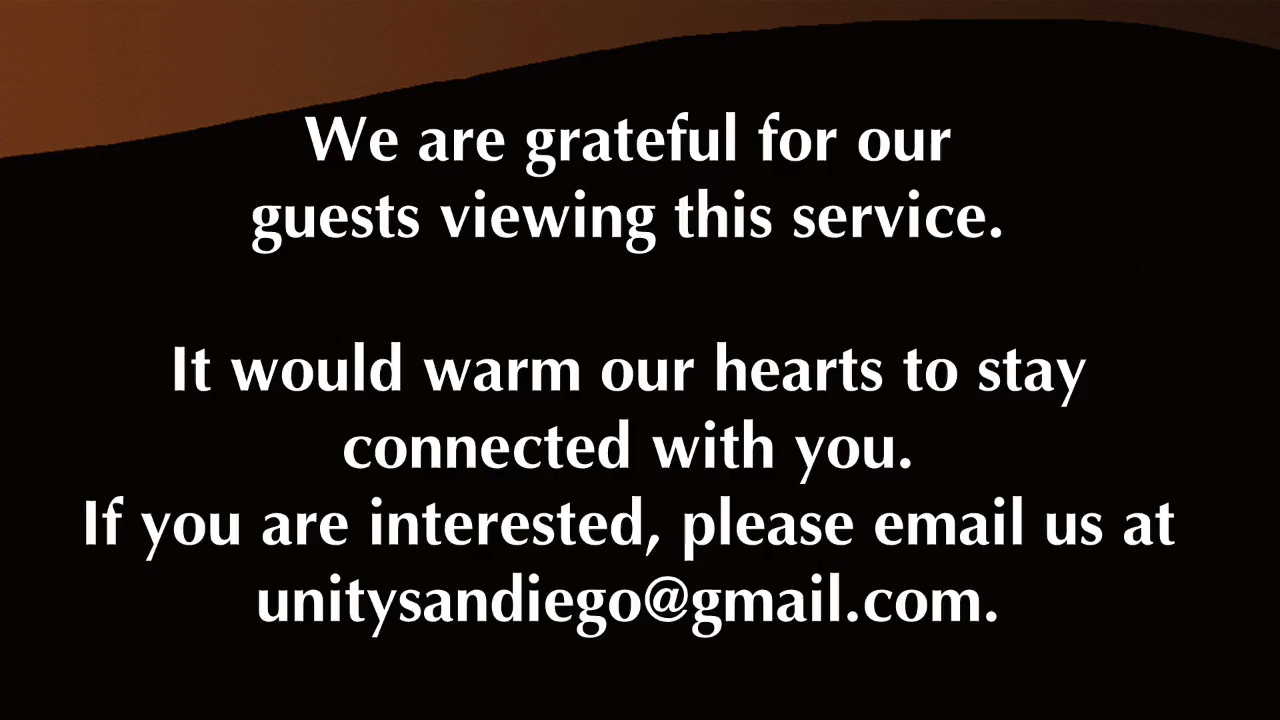 We are grateful for our
guests viewing this service.
It would warm our hearts to stay
connected with you.
If you are interested, please email us at
unitysandiego@gmail.com.